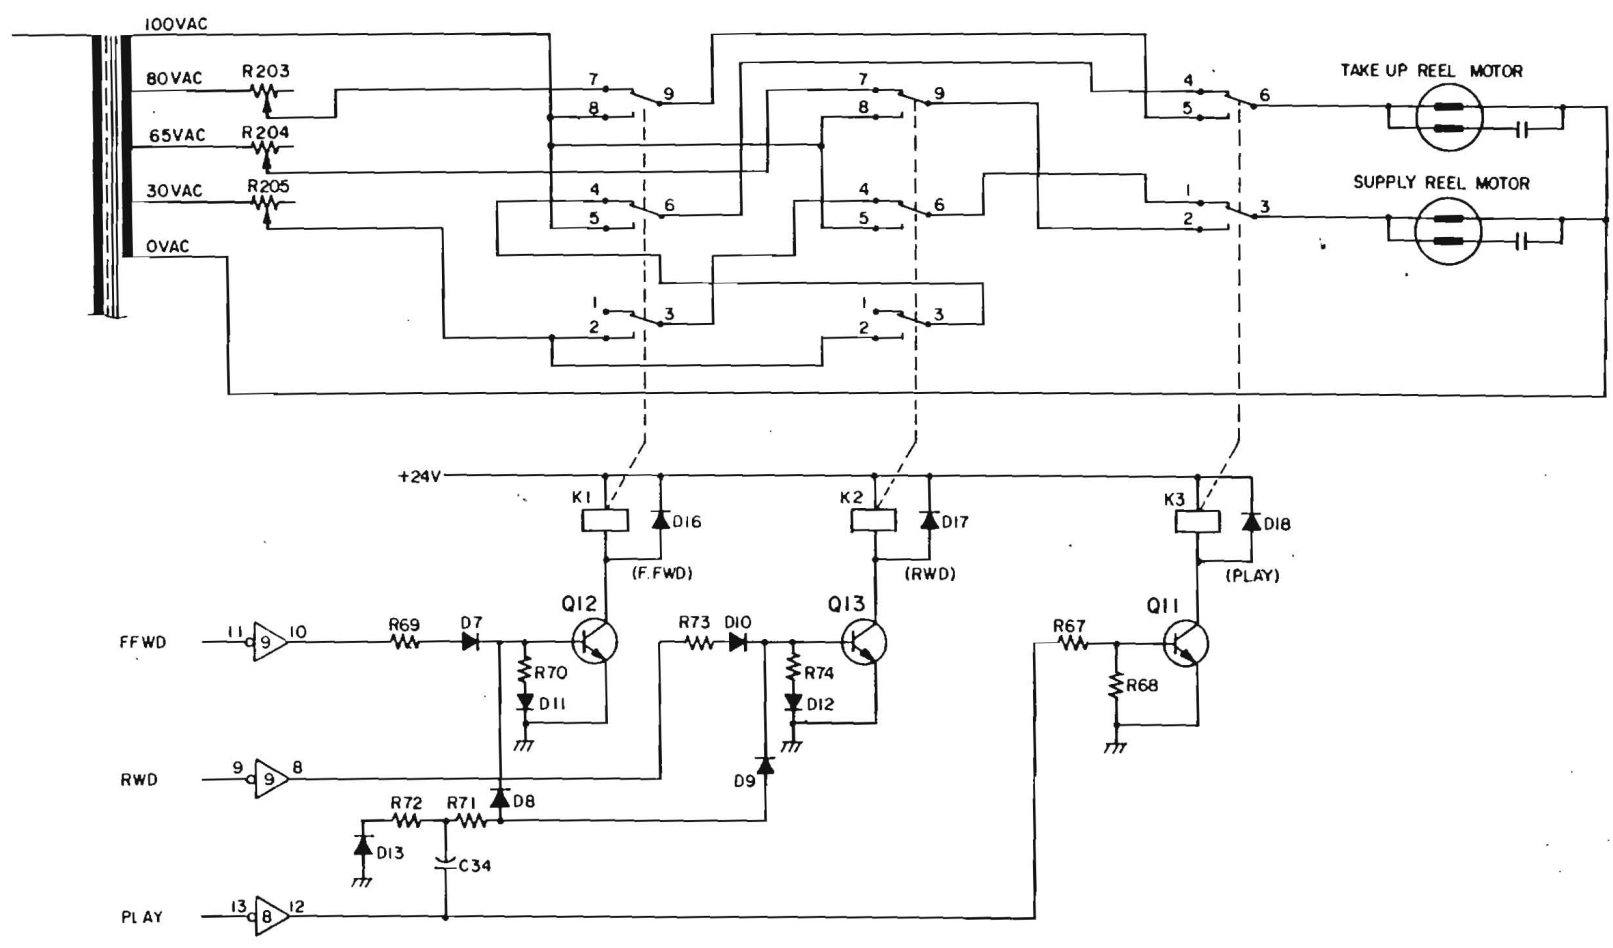 100VAC
80VAC R203 7 9 7 9 4 6 TAKE UP REEL MOTOR
8 8 5
65VAC R204
30VAC R205 4 6 4 6 1 3 SUPPLY REEL MOTOR
5 5 2
0VAC
1 3 1 3
2 2
+24V
K1 D16 K2 D17 K3 D18
(F.FWD) (RWD) (PLAY)
Q12 Q13 Q11
FFWD 11 9 10 R69 D7 R73 D10 R67
R70 R74 R68
D11 D12
RWD 9 9 8 D9
R72 R71 D8
D13 C34
PLAY 13 8 12